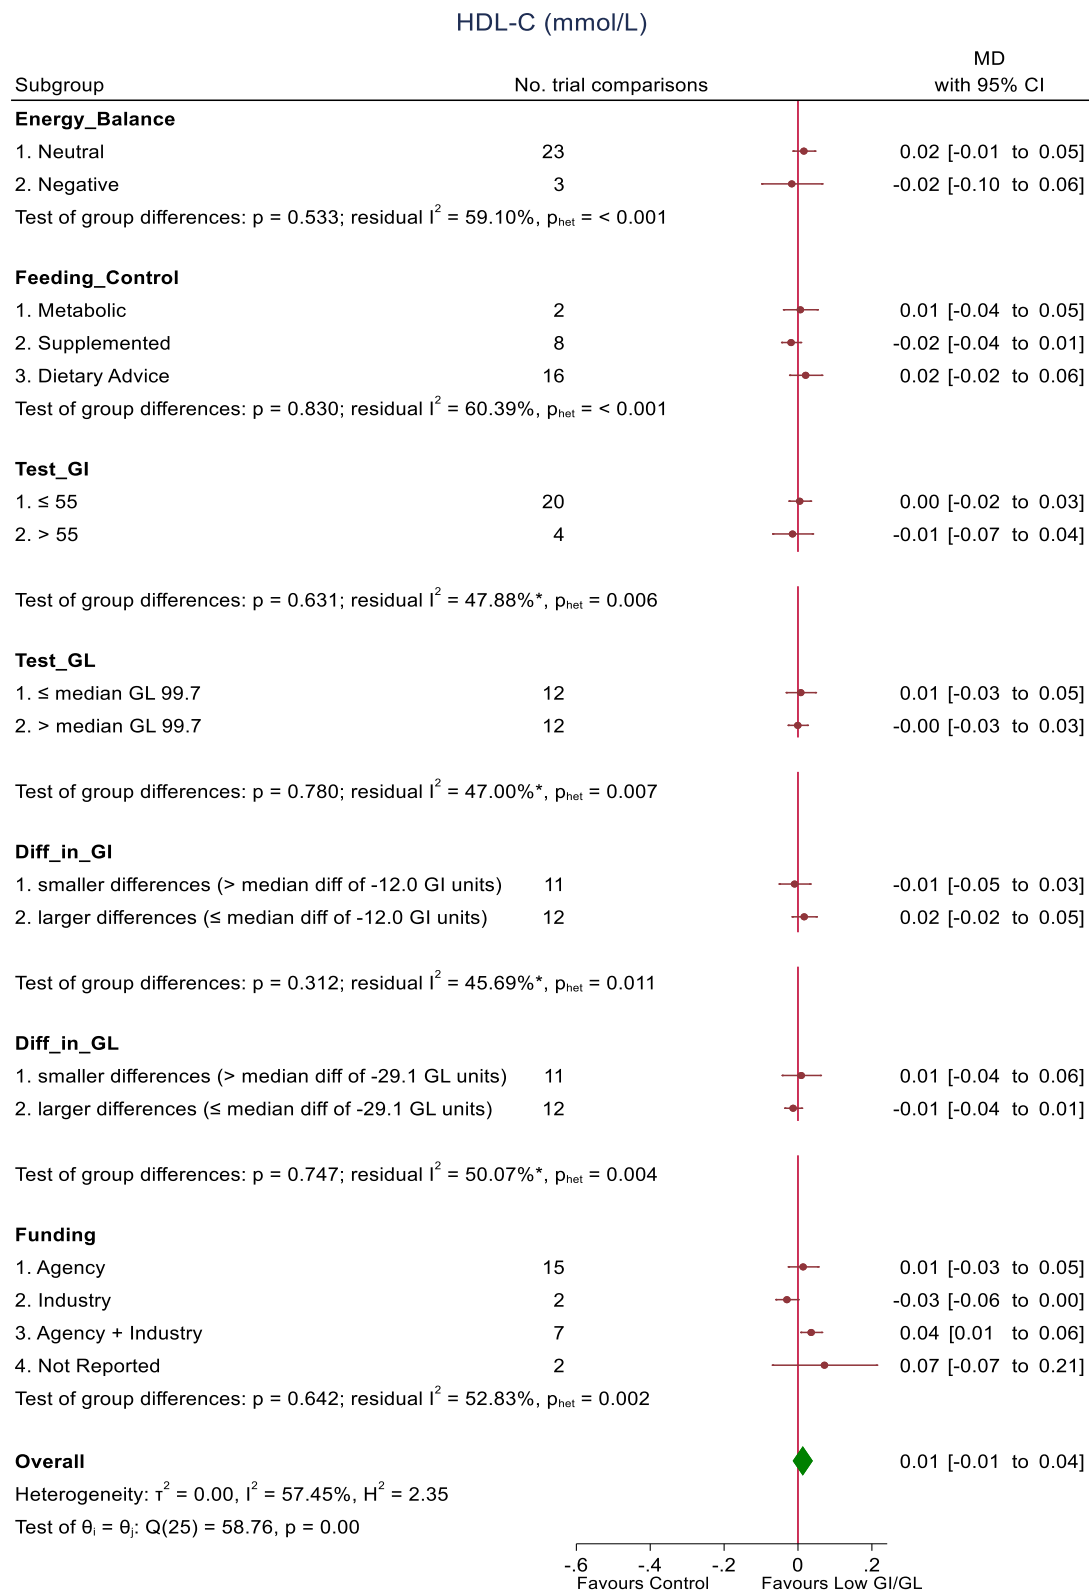 HDL-C (mmol/L)
MD
Subgroup No. trial comparisons with 95% CI
Energy_Balance
1. Neutral 23 0.02 [-0.01 to 0.05]
2. Negative 3 -0.02 [-0.10 to 0.06]
Test of group differences: p = 0.533; residual I² = 59.10%, pₕₑₜ = < 0.001
Feeding_Control
1. Metabolic 2 0.01 [-0.04 to 0.05]
2. Supplemented 8 -0.02 [-0.04 to 0.01]
3. Dietary Advice 16 0.02 [-0.02 to 0.06]
Test of group differences: p = 0.830; residual I² = 60.39%, pₕₑₜ = < 0.001
Test_GI
1. ≤ 55 20 0.00 [-0.02 to 0.03]
2. > 55 4 -0.01 [-0.07 to 0.04]
Test of group differences: p = 0.631; residual I² = 47.88%*, pₕₑₜ = 0.006
Test_GL
1. ≤ median GL 99.7 12 0.01 [-0.03 to 0.05]
2. > median GL 99.7 12 -0.00 [-0.03 to 0.03]
Test of group differences: p = 0.780; residual I² = 47.00%*, pₕₑₜ = 0.007
Diff_in_GI
1. smaller differences (> median diff of -12.0 GI units) 11 -0.01 [-0.05 to 0.03]
2. larger differences (≤ median diff of -12.0 GI units) 12 0.02 [-0.02 to 0.05]
Test of group differences: p = 0.312; residual I² = 45.69%*, pₕₑₜ = 0.011
Diff_in_GL
1. smaller differences (> median diff of -29.1 GL units) 11 0.01 [-0.04 to 0.06]
2. larger differences (≤ median diff of -29.1 GL units) 12 -0.01 [-0.04 to 0.01]
Test of group differences: p = 0.747; residual I² = 50.07%*, pₕₑₜ = 0.004
Funding
1. Agency 15 0.01 [-0.03 to 0.05]
2. Industry 2 -0.03 [-0.06 to 0.00]
3. Agency + Industry 7 0.04 [0.01 to 0.06]
4. Not Reported 2 0.07 [-0.07 to 0.21]
Test of group differences: p = 0.642; residual I² = 52.83%, pₕₑₜ = 0.002
Overall 0.01 [-0.01 to 0.04]
Heterogeneity: τ² = 0.00, I² = 57.45%, H² = 2.35
Test of θᵢ = θⱼ: Q(25) = 58.76, p = 0.00
-.6 -.4 -.2 0 .2
Favours Control Favours Low GI/GL